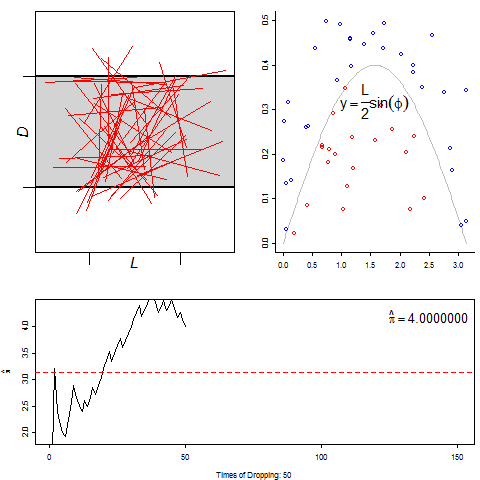 D
L
0.5
0.4
0.3
0.2
0.1
0.0
y = L/2 sin(ϕ)
0.0 0.5 1.0 1.5 2.0 2.5 3.0
π̂ = 4.0000000
4.0
3.5
3.0
2.5
2.0
π̂
0 50 100 150
Times of Dropping: 50